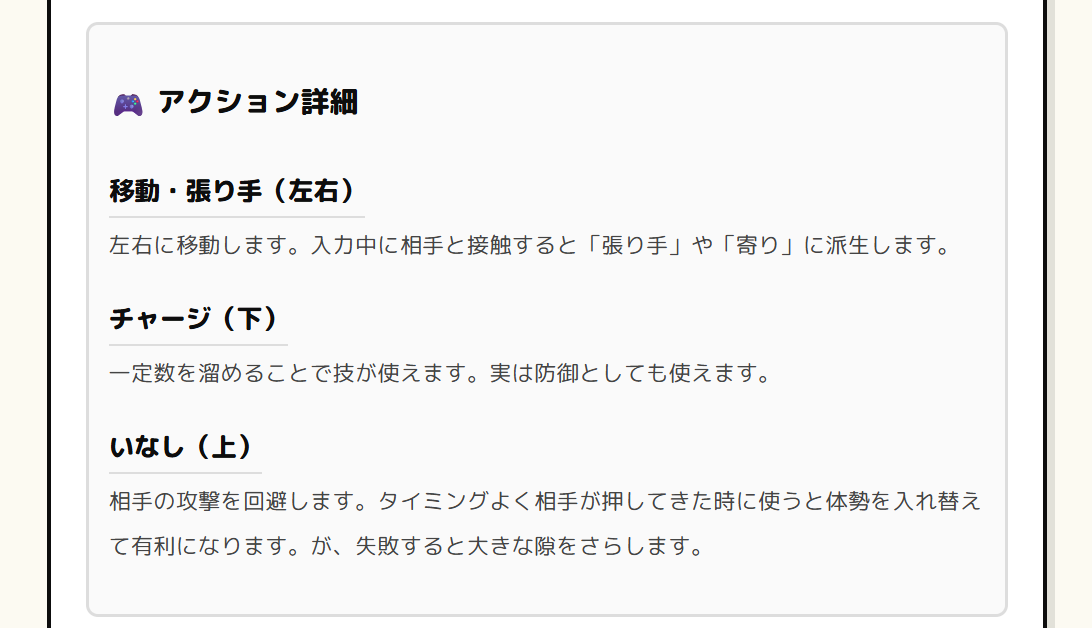 🎮 アクション詳細
移動・張り手（左右）
左右に移動します。入力中に相手と接触すると「張り手」や「寄り」に派生します。
チャージ（下）
一定数を溜めることで技が使えます。実は防御としても使えます。
いなし（上）
相手の攻撃を回避します。タイミングよく相手が押してきた時に使うと体勢を入れ替え
て有利になります。が、失敗すると大きな隙をさらします。